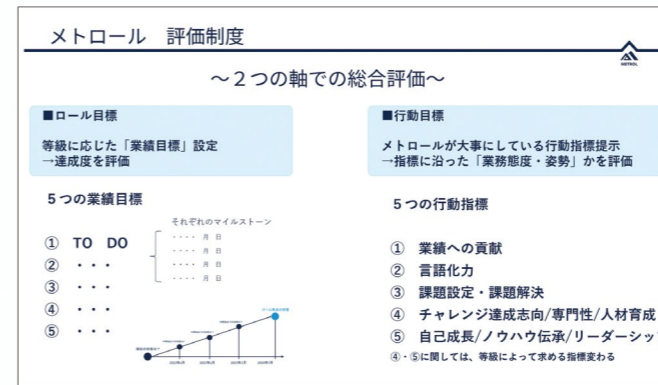 メトロール 評価制度
METROL
～２つの軸での総合評価～
■ロール目標
等級に応じた「業績目標」設定
→達成度を評価
５つの業績目標
それぞれのマイルストーン
① TO DO
② ・・・
③ ・・・
④ ・・・
⑤ ・・・
・・・・ 月 日
・・・・ 月 日
・・・・ 月 日
・・・・ 月 日
■行動目標
メトロールが大事にしている行動指標提示
→指標に沿った「業務態度・姿勢」かを評価
５つの行動指標
① 業績への貢献
② 言語化力
③ 課題設定・課題解決
④ チャレンジ達成志向/専門性/人材育成
⑤ 自己成長/ノウハウ伝承/リーダーシッ
④・⑤に関しては、等級によって求める指標変わる